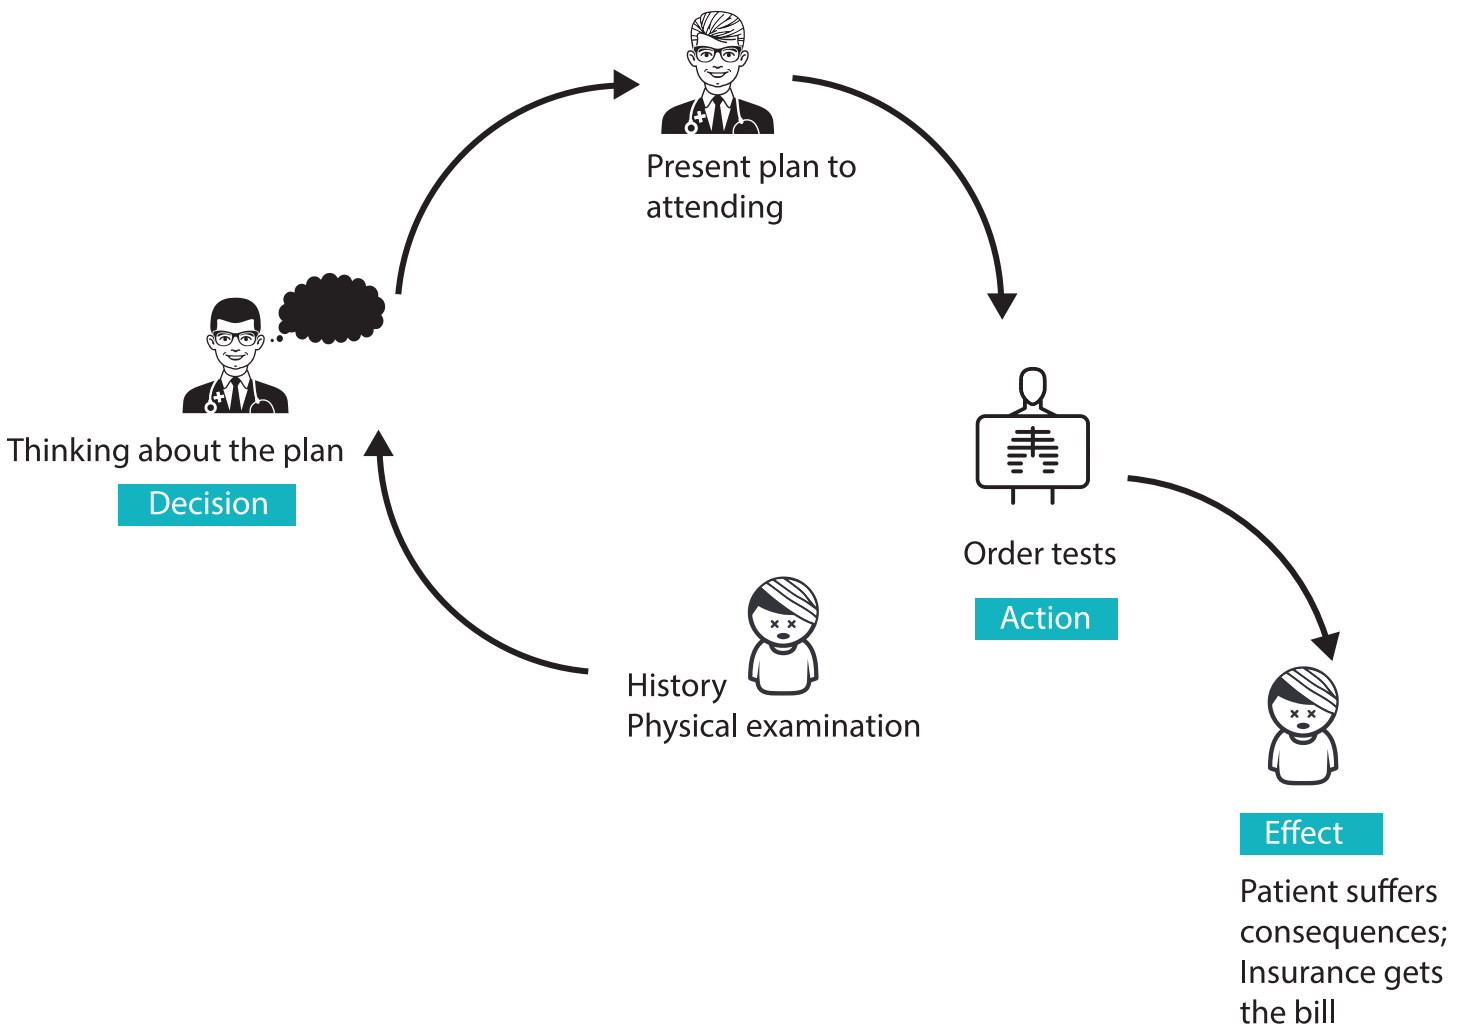 Present plan to
attending
Thinking about the plan
Decision
Order tests
Action
History
Physical examination
Effect
Patient suffers
consequences;
Insurance gets
the bill